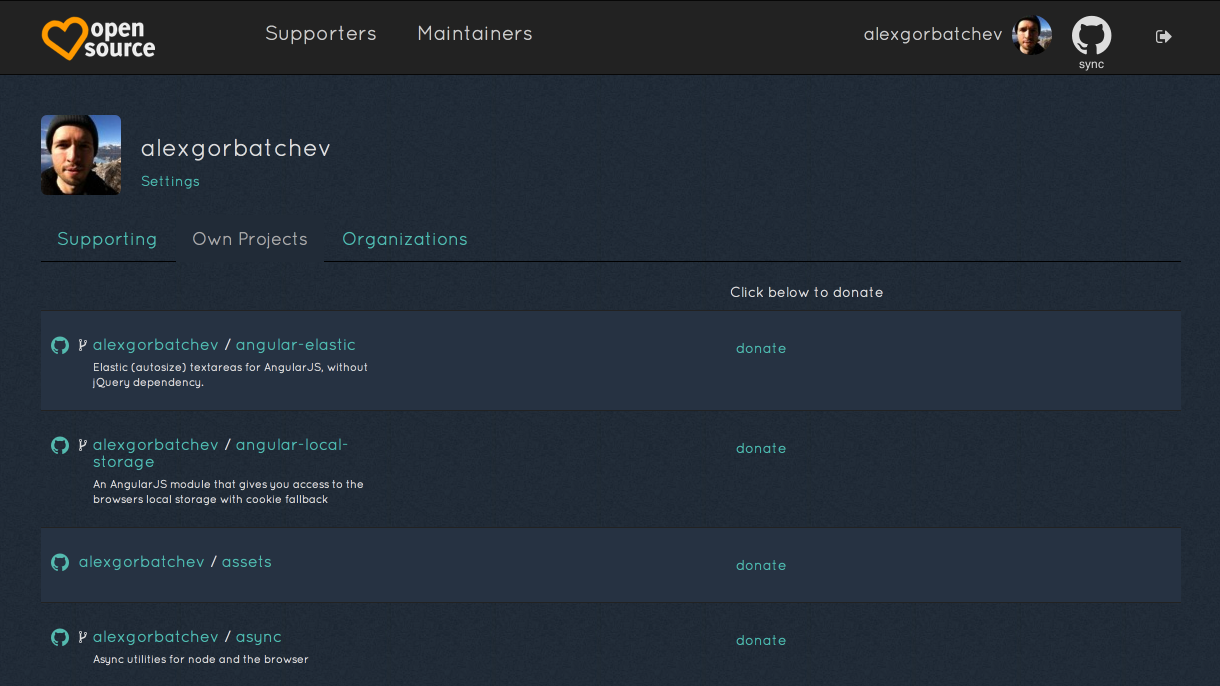 open
source
Supporters
Maintainers
alexgorbatchev
sync
alexgorbatchev
Settings
Supporting
Own Projects
Organizations
Click below to donate
alexgorbatchev / angular-elastic
donate
Elastic (autosize) textareas for AngularJS, without
jQuery dependency.
alexgorbatchev / angular-local-
storage
donate
An AngularJS module that gives you access to the
browsers local storage with cookie fallback
alexgorbatchev / assets
donate
alexgorbatchev / async
donate
Async utilities for node and the browser